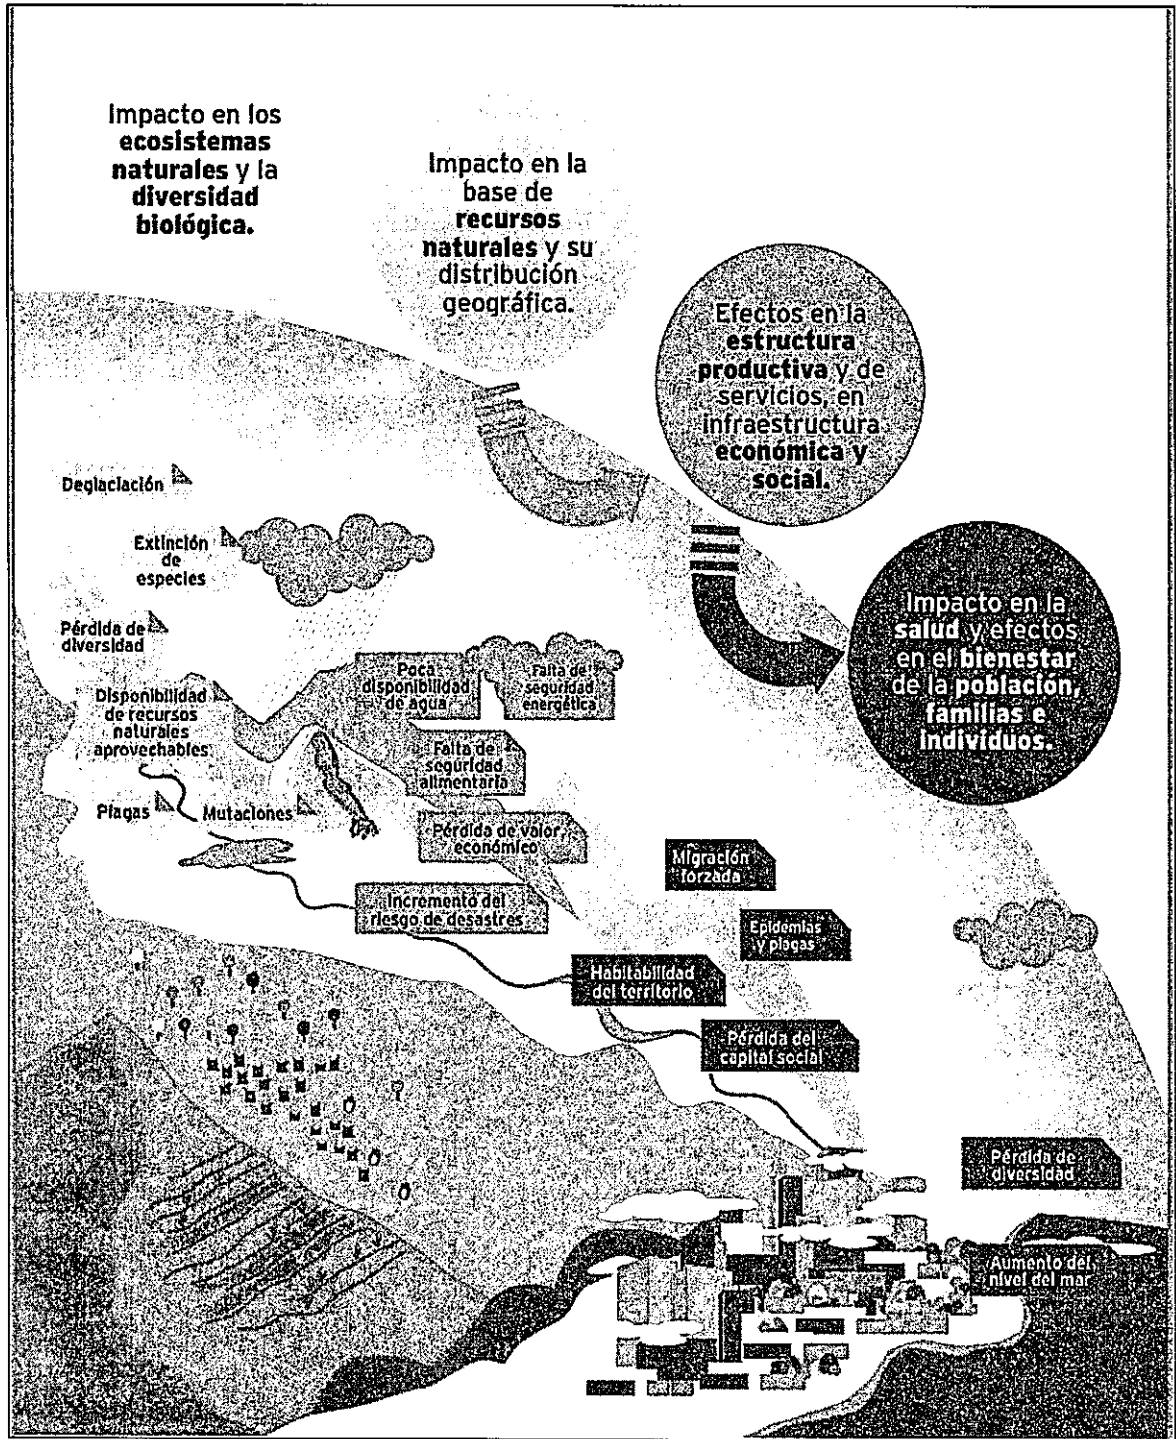 Impacto en los
ecosistemas
naturales y la
diversidad
biológica.
Impacto en la
base de
recursos
naturales y su
distribución
geográfica.
Efectos en la
estructura
productiva y de
servicios, en
infraestructura
económica y
social.
Impacto en la
salud y efectos
en el bienestar
de la población,
familias e
individuos.
Deglaciación
Extinción
de
especies
Pérdida de
diversidad
Disponibilidad
de recursos
naturales
aprovechables
Plagas
Mutaciones
Poca
disponibilidad
de agua
Falta de
seguridad
energética
Falta de
seguridad
alimentaria
Pérdida de valor
económico
Incremento del
riesgo de desastres
Migración
forzada
Epidemias
y plagas
Habitabilidad
del territorio
Pérdida del
capital social
Pérdida de
diversidad
Aumento del
nivel del mar